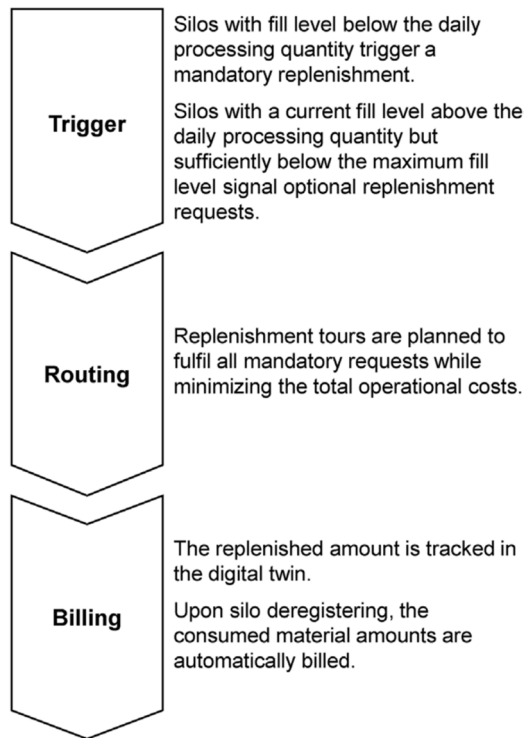 Trigger
Silos with fill level below the daily
processing quantity trigger a
mandatory replenishment.
Silos with a current fill level above the
daily processing quantity but
sufficiently below the maximum fill
level signal optional replenishment
requests.
Routing
Replenishment tours are planned to
fulfil all mandatory requests while
minimizing the total operational costs.
Billing
The replenished amount is tracked in
the digital twin.
Upon silo deregistering, the
consumed material amounts are
automatically billed.